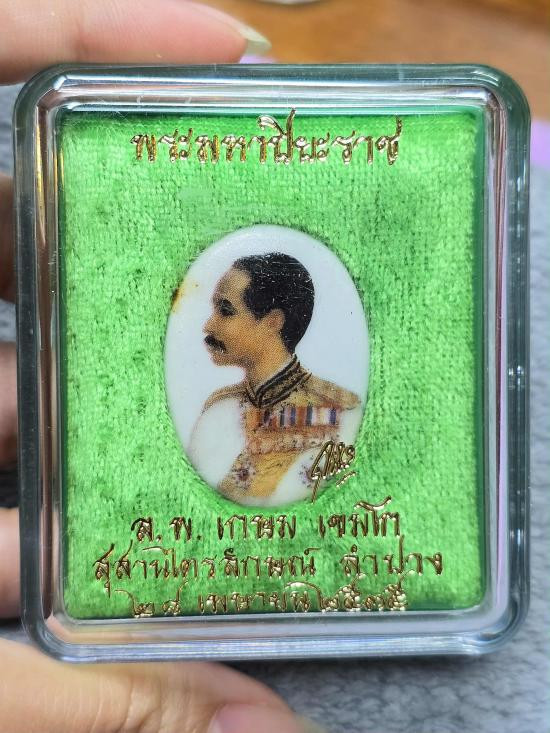 พระมหาปิยะราช
ล.พ. เกษม เขมโก
สุสานไตรลักษณ์ ลำปาง
๒๘ เมษายน ๒๕๓๕